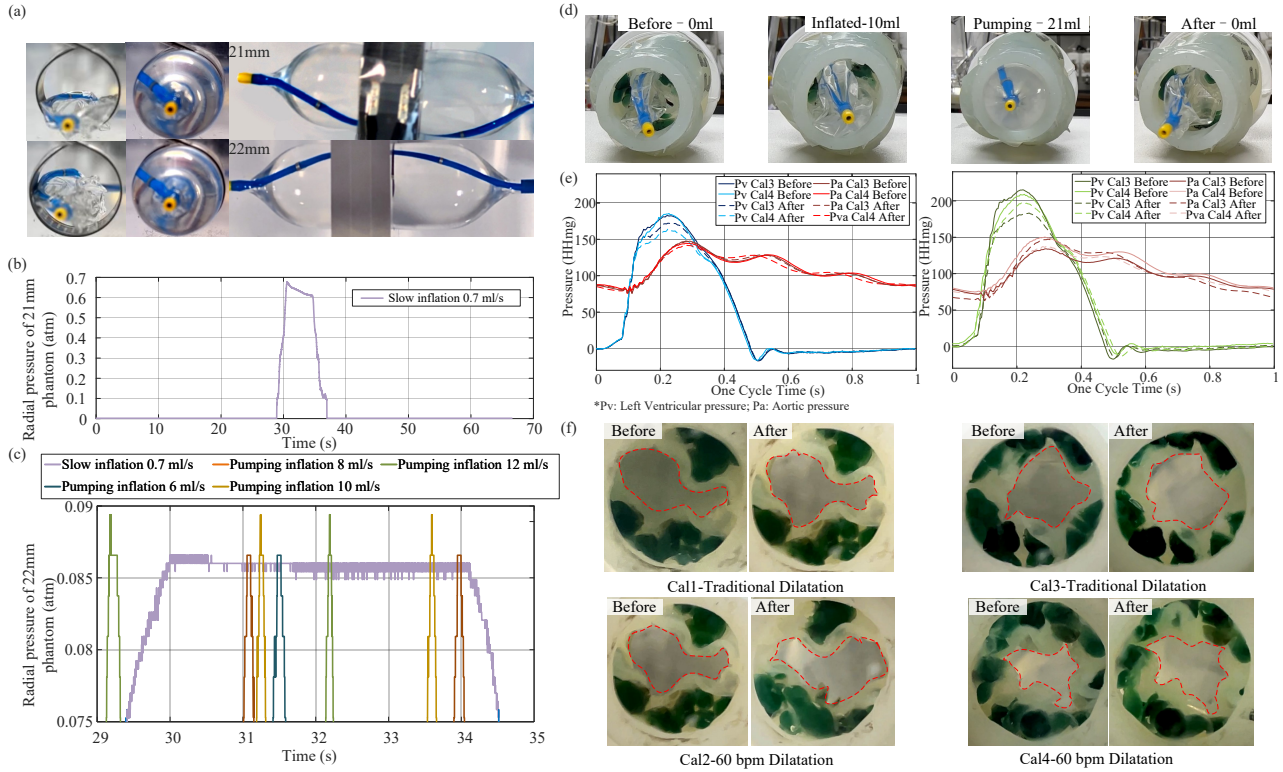 (a)
21mm
22mm
(b)
Radial pressure of 21mm
phantom (atm)
0.7
0.6
0.5
0.4
0.3
0.2
0.1
0
Slow inflation 0.7 ml/s
0
10
20
30
40
50
60
70
Time (s)
(c)
Slow inflation 0.7 ml/s
Pumping inflation 8 ml/s
Pumping inflation 12 ml/s
Pumping inflation 6 ml/s
Pumping inflation 10 ml/s
Radial pressure of 22mm
phantom (atm)
0.09
0.085
0.08
0.075
29
30
31
32
33
34
35
Time (s)
(d)
Before - 0ml
Inflated-10ml
Pumping - 21ml
After - 0ml
(e)
Pressure (HHmg)
200
150
100
50
0
Pv Cal3 Before
Pa Cal3 Before
Pv Cal4 Before
Pa Cal4 Before
Pv Cal3 After
Pa Cal3 After
Pv Cal4 After
Pva Cal4 After
0
0.2
0.4
0.6
0.8
1
One Cycle Time (s)
*Pv: Left Ventricular pressure; Pa: Aortic pressure
Pressure (HHmg)
200
150
100
50
0
Pv Cal3 Before
Pa Cal3 Before
Pv Cal4 Before
Pa Cal4 Before
Pv Cal3 After
Pa Cal3 After
Pv Cal4 After
Pva Cal4 After
0
0.2
0.4
0.6
0.8
1
One Cycle Time (s)
(f)
Before
After
Cal1-Traditional Dilatation
Before
After
Cal3-Traditional Dilatation
Before
After
Cal2-60 bpm Dilatation
Before
After
Cal4-60 bpm Dilatation